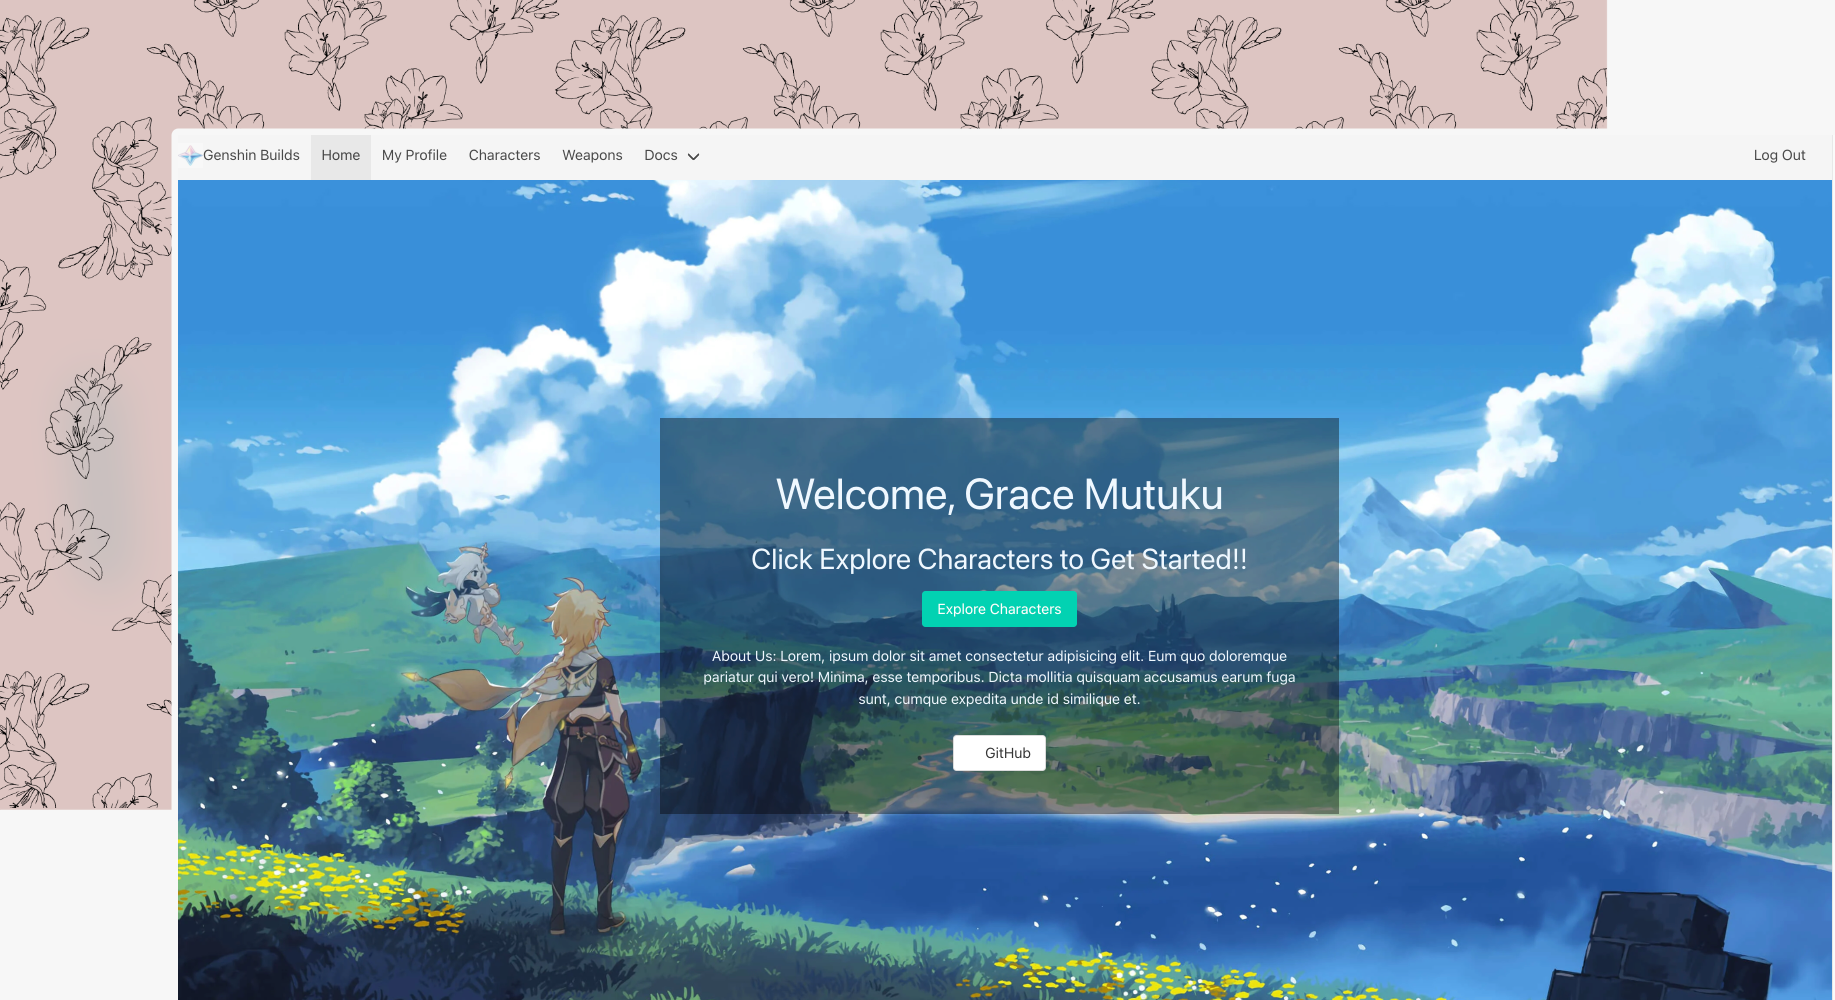 Genshin Builds Home My Profile Characters Weapons Docs Log Out
Welcome, Grace Mutuku
Click Explore Characters to Get Started!!
Explore Characters
About Us: Lorem, ipsum dolor sit amet consectetur adipisicing elit. Eum quo doloremque
pariatur qui vero! Minima, esse temporibus. Dicta mollitia quisquam accusamus earum fuga
sunt, cumque expedita unde id similique et.
GitHub